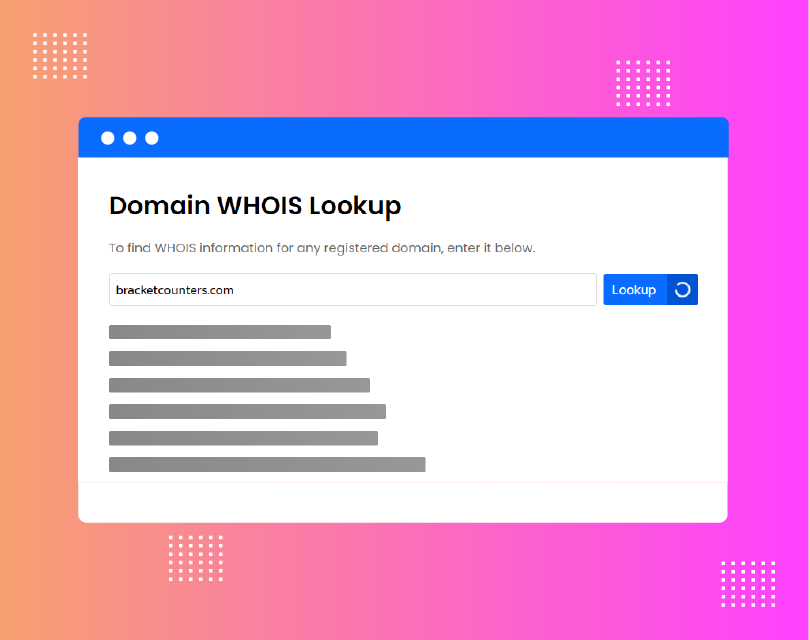 Domain WHOIS Lookup
To find WHOIS information for any registered domain, enter it below.
bracketcounters.com
Lookup